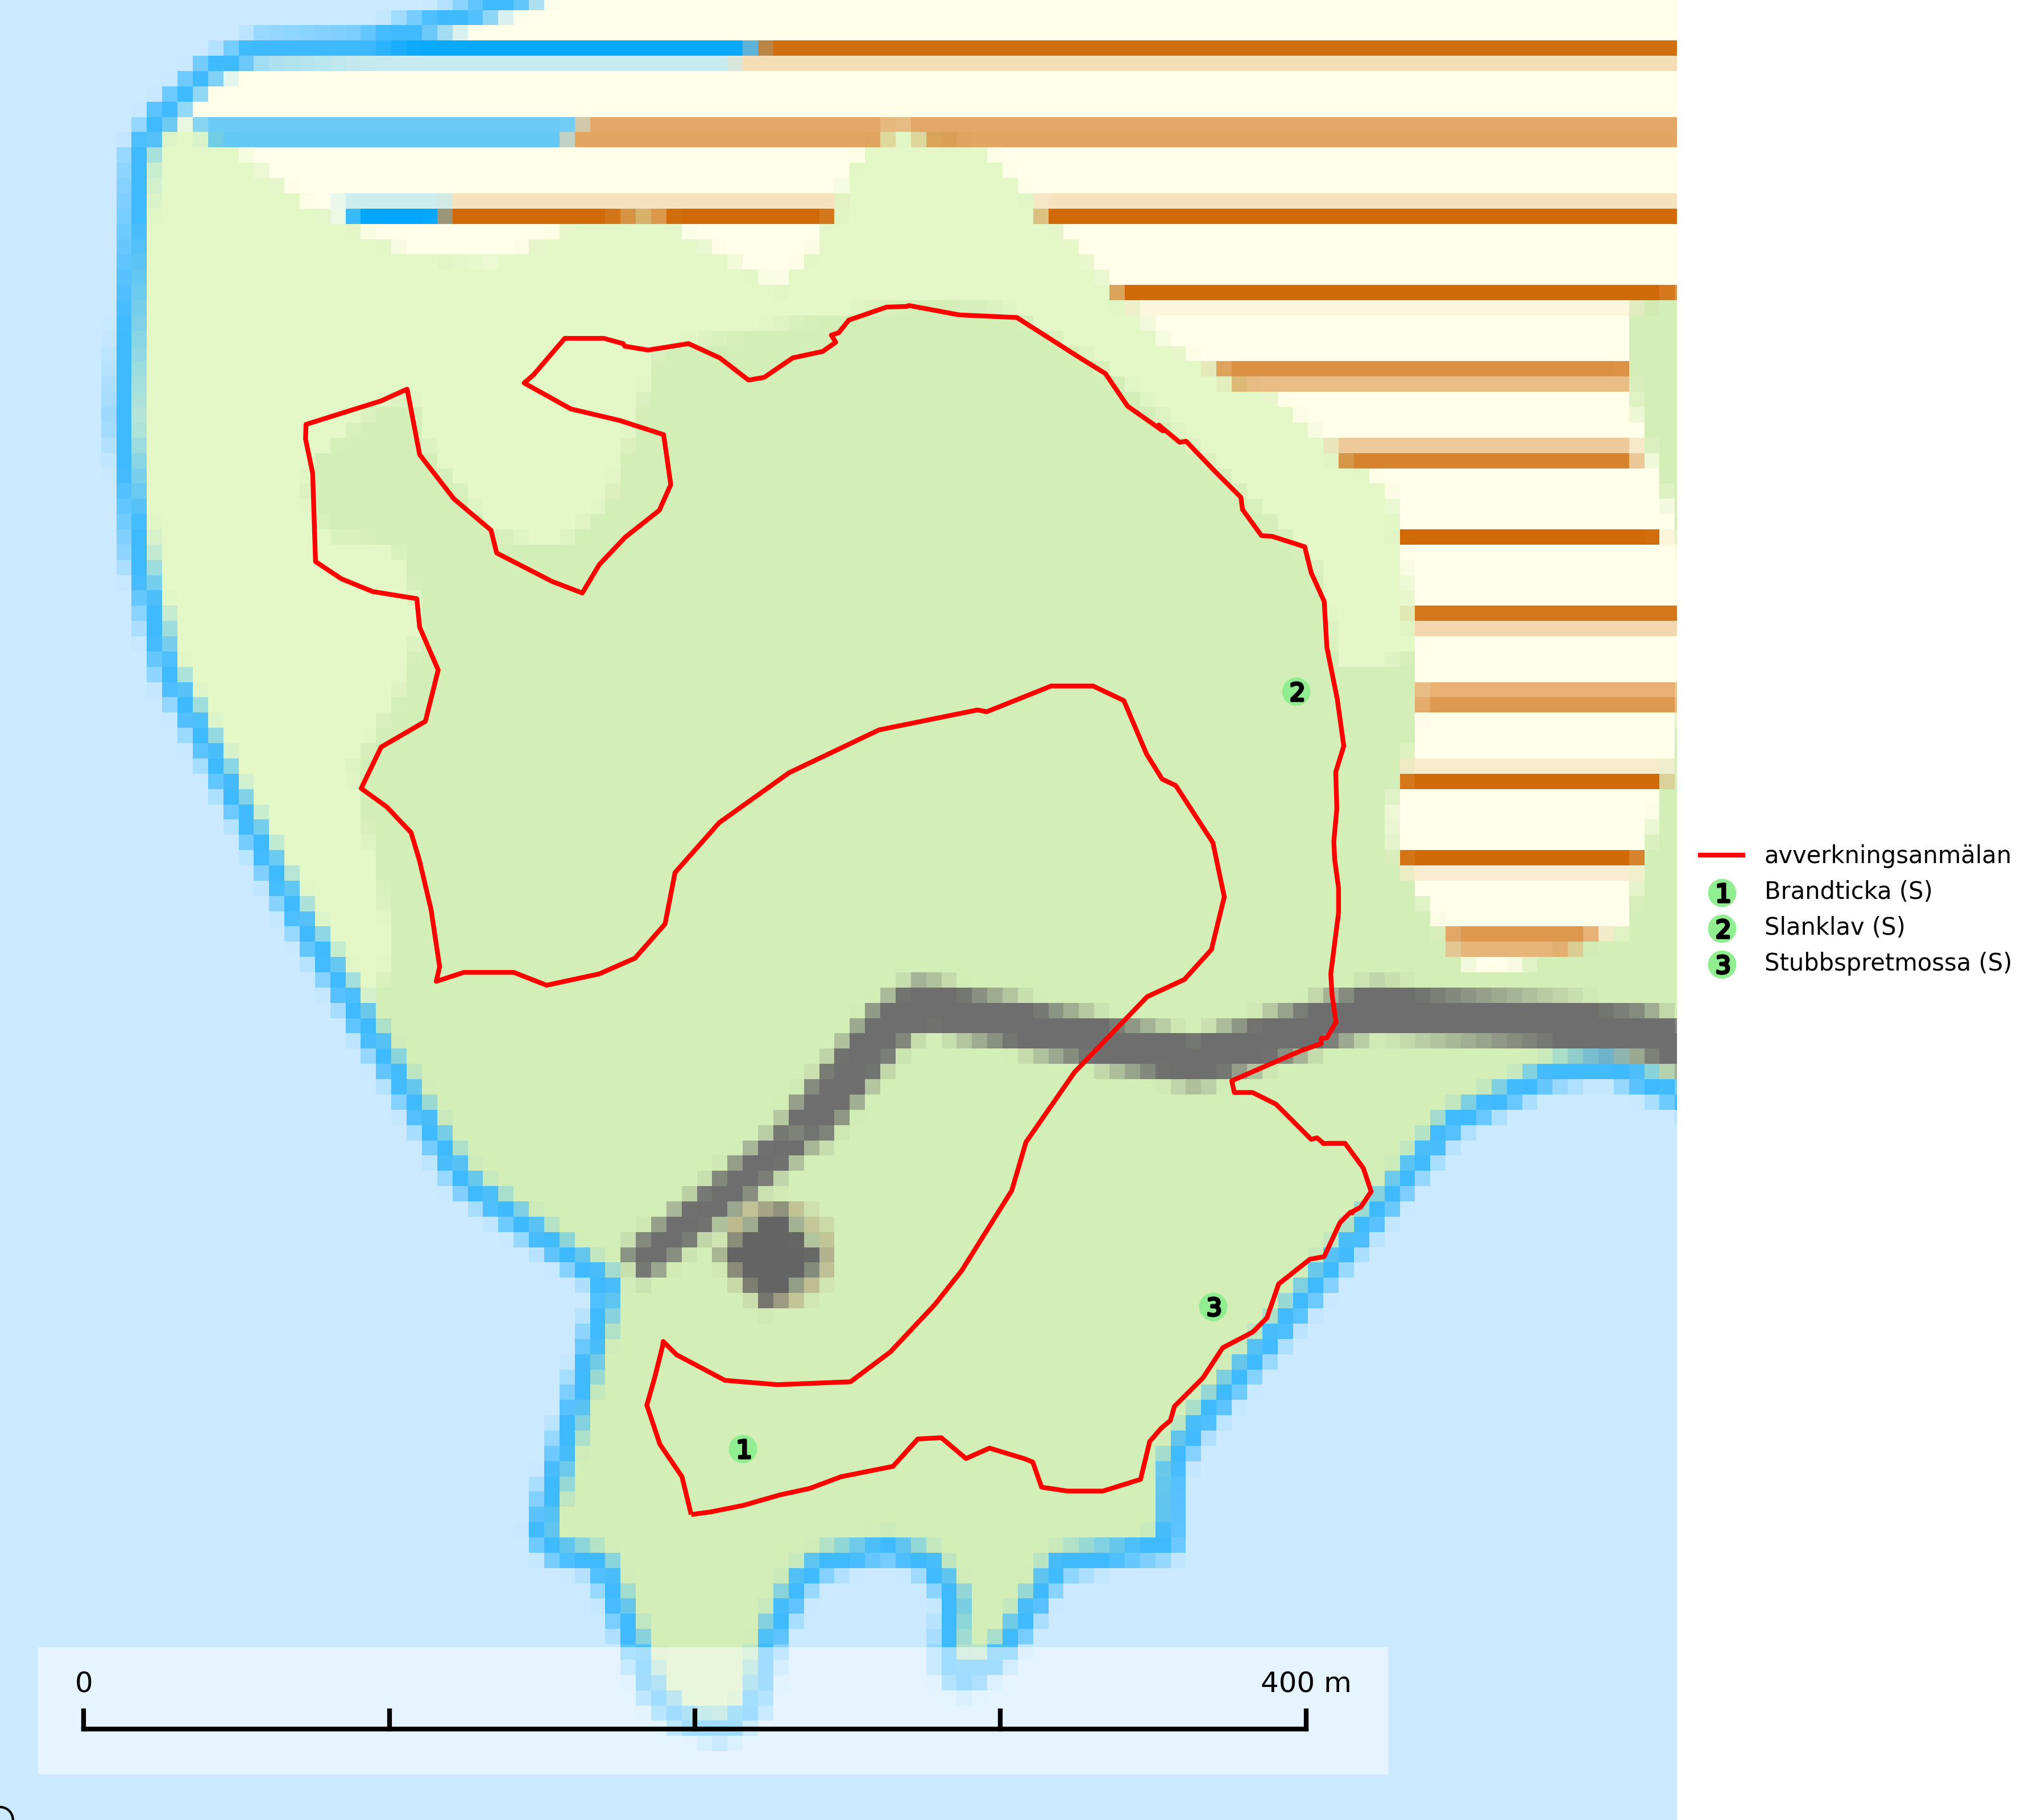 2
avverkningsanmälan
1 Brandticka (S)
2 Slanklav (S)
3 Stubbspretmossa (S)
3
1
0 400 m